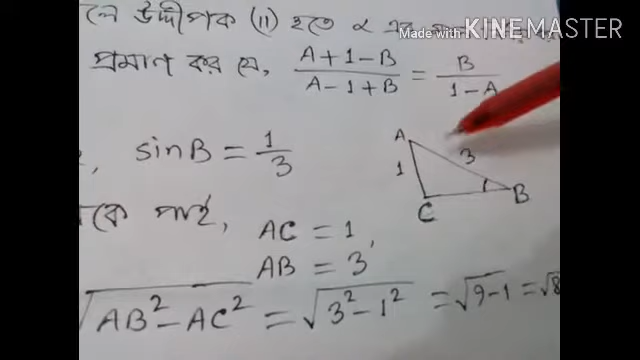 লে উদ্দীপক (ii) হতে α এর
Made with KINEMASTER
প্রমাণ কর যে, (A+1-B)/(A-1+B) = B/(1-A)
sinB = 1/3
A
1
3
C
B
কে পাই,
AC = 1,
AB = 3
√(AB² - AC²) = √(3² - 1²) = √(9-1) = √8